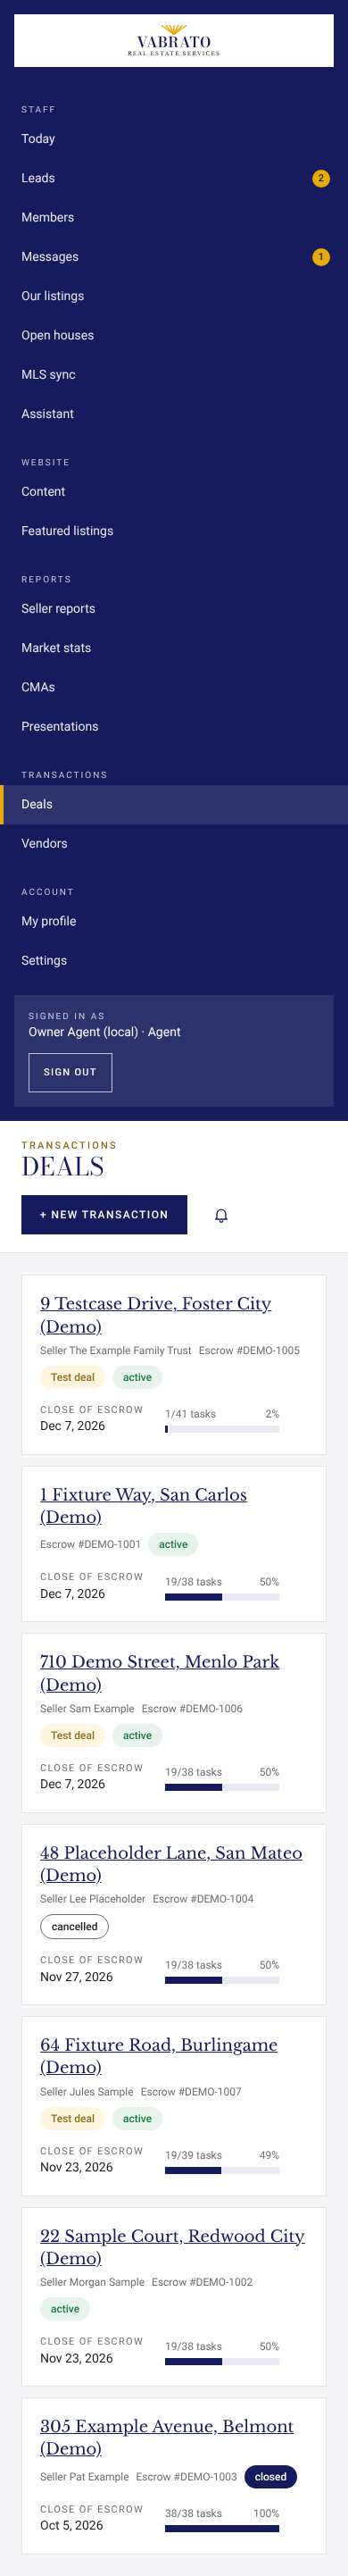 VABRATO
REAL ESTATE SERVICES
STAFF
Today
Leads 2
Members
Messages 1
Our listings
Open houses
MLS sync
Assistant
WEBSITE
Content
Featured listings
REPORTS
Seller reports
Market stats
CMAs
Presentations
TRANSACTIONS
Deals
Vendors
ACCOUNT
My profile
Settings
SIGNED IN AS
Owner Agent (local) · Agent
SIGN OUT
TRANSACTIONS
DEALS
+ NEW TRANSACTION
9 Testcase Drive, Foster City
(Demo)
Seller The Example Family Trust Escrow #DEMO-1005
Test deal active
CLOSE OF ESCROW 1/41 tasks 2%
Dec 7, 2026
1 Fixture Way, San Carlos
(Demo)
Escrow #DEMO-1001 active
CLOSE OF ESCROW 19/38 tasks 50%
Dec 7, 2026
710 Demo Street, Menlo Park
(Demo)
Seller Sam Example Escrow #DEMO-1006
Test deal active
CLOSE OF ESCROW 19/38 tasks 50%
Dec 7, 2026
48 Placeholder Lane, San Mateo
(Demo)
Seller Lee Placeholder Escrow #DEMO-1004
cancelled
CLOSE OF ESCROW 19/38 tasks 50%
Nov 27, 2026
64 Fixture Road, Burlingame
(Demo)
Seller Jules Sample Escrow #DEMO-1007
Test deal active
CLOSE OF ESCROW 19/39 tasks 49%
Nov 23, 2026
22 Sample Court, Redwood City
(Demo)
Seller Morgan Sample Escrow #DEMO-1002
active
CLOSE OF ESCROW 19/38 tasks 50%
Nov 23, 2026
305 Example Avenue, Belmont
(Demo)
Seller Pat Example Escrow #DEMO-1003 closed
CLOSE OF ESCROW 38/38 tasks 100%
Oct 5, 2026